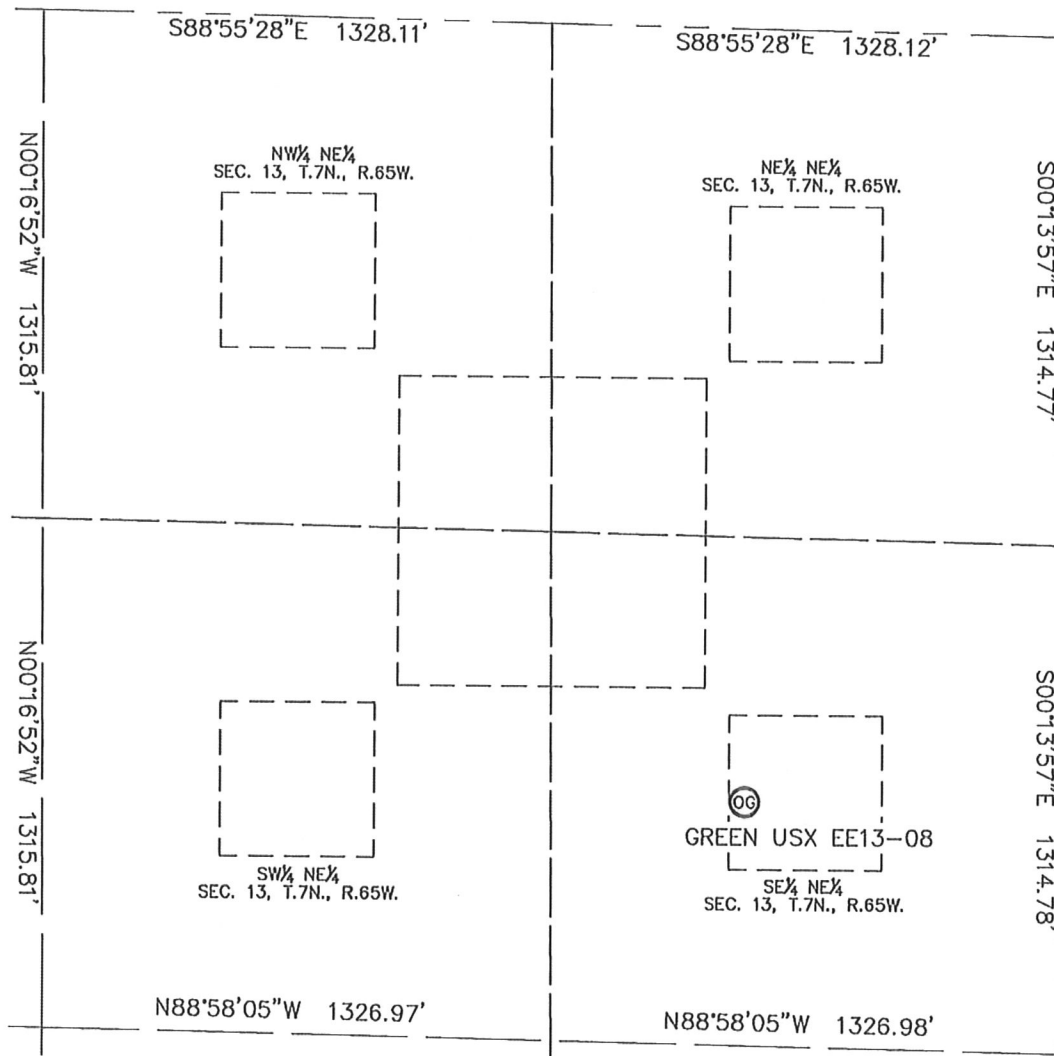 S88°55'28"E 1328.11'
S88°55'28"E 1328.12'
N00°16'52"W 1315.81'
NW¼ NE¼
SEC. 13, T.7N., R.65W.
NE¼ NE¼
SEC. 13, T.7N., R.65W.
S00°13'57"E 1314.77'
N00°16'52"W 1315.81'
SW¼ NE¼
SEC. 13, T.7N., R.65W.
OG
GREEN USX EE13-08
SE¼ NE¼
SEC. 13, T.7N., R.65W.
S00°13'57"E 1314.78'
N88°58'05"W 1326.97'
N88°58'05"W 1326.98'